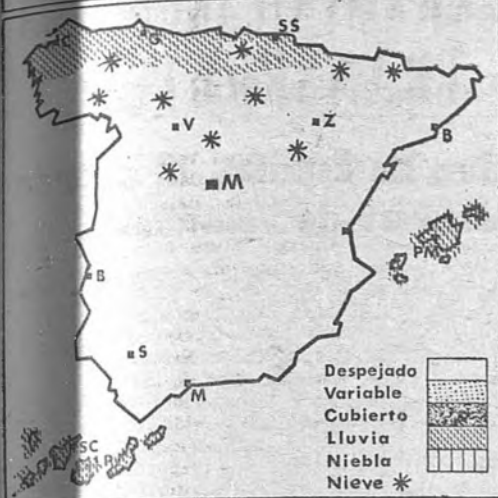 C G SS
V Z B
M
PM
B
S
M
SC
Despejado
Variable
Cubierto
Lluvia
Niebla
Nieve